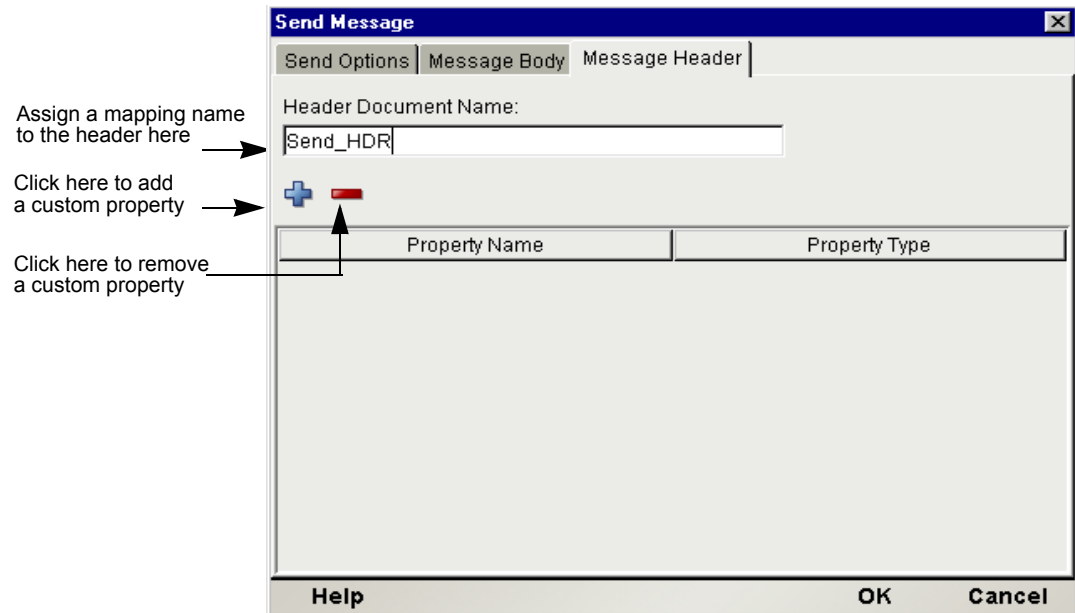 Send Message
Send Options
Message Body
Message Header
Assign a mapping name
to the header here
Header Document Name:
Send_HDR
Click here to add
a custom property
Click here to remove
a custom property
Property Name
Property Type
Help
OK
Cancel